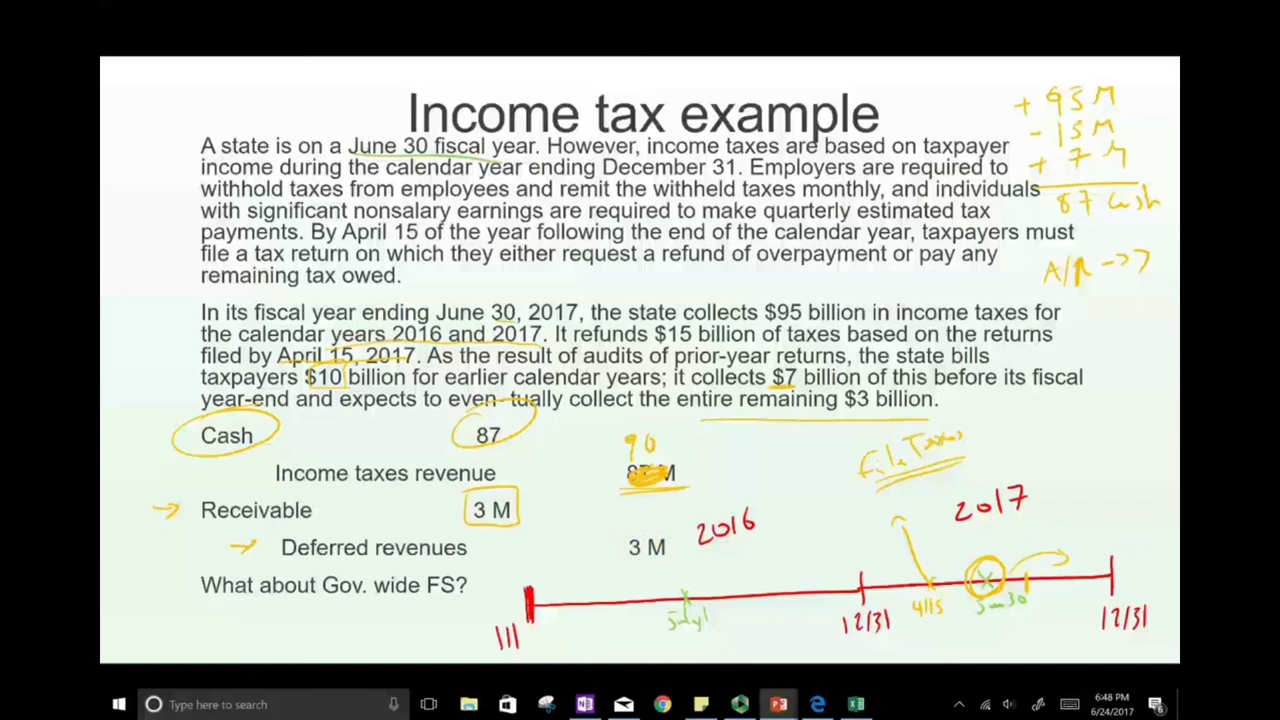 Income tax example
A state is on a June 30 fiscal year. However, income taxes are based on taxpayer
income during the calendar year ending December 31. Employers are required to
withhold taxes from employees and remit the withheld taxes monthly, and individuals
with significant nonsalary earnings are required to make quarterly estimated tax
payments. By April 15 of the year following the end of the calendar year, taxpayers must
file a tax return on which they either request a refund of overpayment or pay any
remaining tax owed.
+ 95 M
- 15 M
+ 7 M
87 Cash
A/R -> 7
In its fiscal year ending June 30, 2017, the state collects $95 billion in income taxes for
the calendar years 2016 and 2017. It refunds $15 billion of taxes based on the returns
filed by April 15, 2017. As the result of audits of prior-year returns, the state bills
taxpayers $10 billion for earlier calendar years; it collects $7 billion of this before its fiscal
year-end and expects to even- tually collect the entire remaining $3 billion.
Cash 87
90
Income taxes revenue 87 M
File Taxes
Receivable 3 M
2016
2017
Deferred revenues 3 M
What about Gov. wide FS?
1/1
July 1
12/31
4/15
Jun 30
12/31
Type here to search
6:48 PM
6/24/2017
6